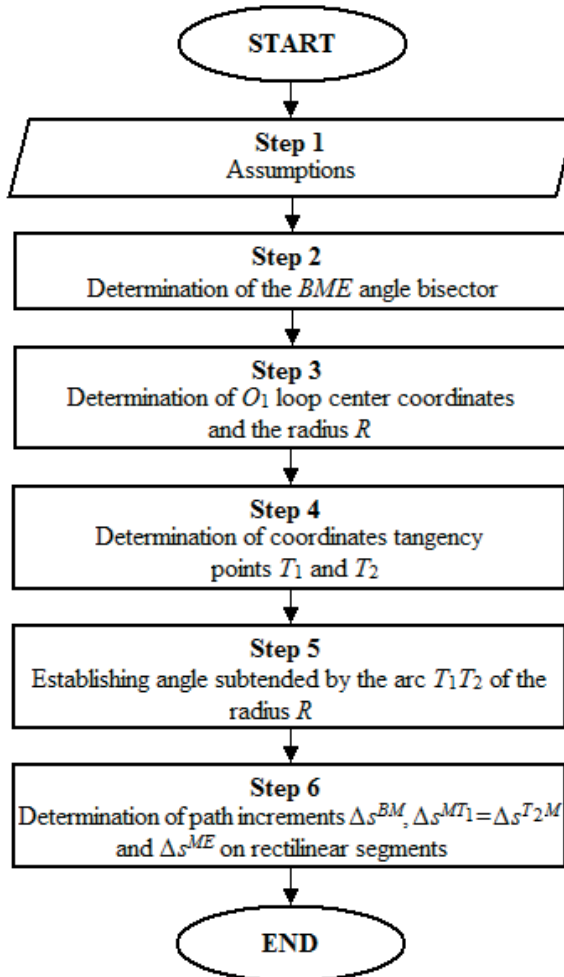 START
Step 1
Assumptions
Step 2
Determination of the BME angle bisector
Step 3
Determination of O₁ loop center coordinates
and the radius R
Step 4
Determination of coordinates tangency
points T₁ and T₂
Step 5
Establishing angle subtended by the arc T₁T₂ of the
radius R
Step 6
Determination of path increments Δs^{BM}, Δs^{MT₁}=Δs^{T₂M}
and Δs^{ME} on rectilinear segments
END